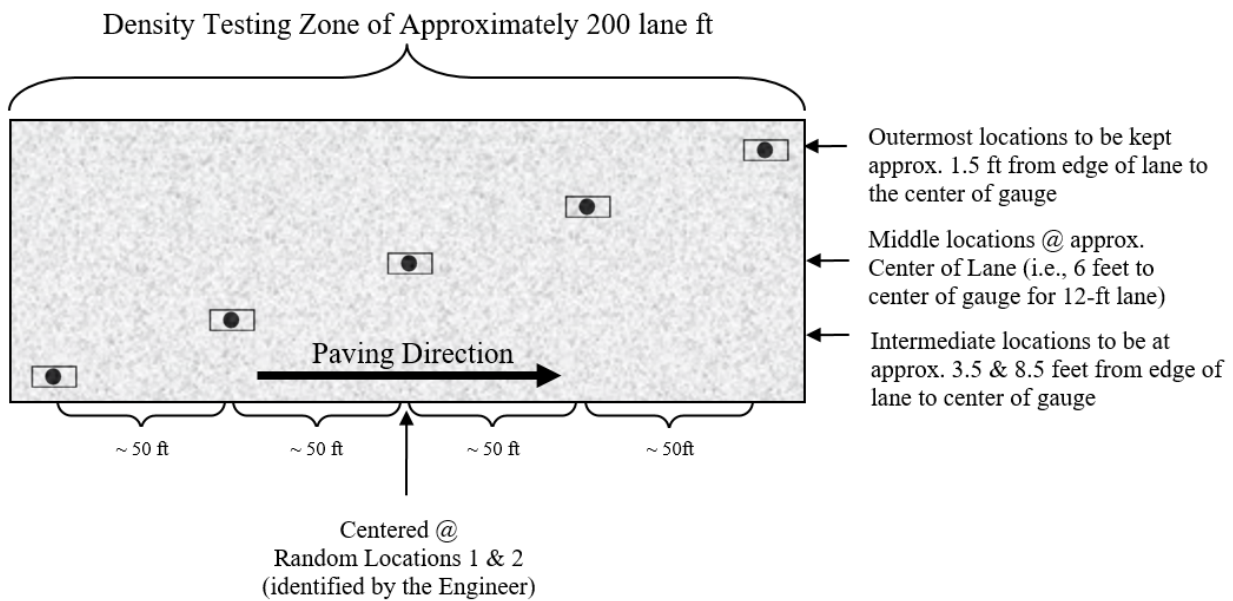 Density Testing Zone of Approximately 200 lane ft
Outermost locations to be kept
approx. 1.5 ft from edge of lane to
the center of gauge
Middle locations @ approx.
Center of Lane (i.e., 6 feet to
center of gauge for 12-ft lane)
Intermediate locations to be at
approx. 3.5 & 8.5 feet from edge of
lane to center of gauge
Paving Direction
~ 50 ft
~ 50 ft
~ 50 ft
~ 50ft
Centered @
Random Locations 1 & 2
(identified by the Engineer)